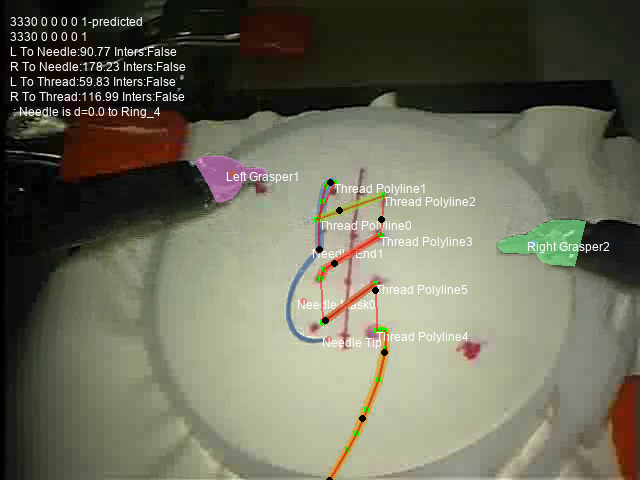 3330 0 0 0 0 1-predicted
3330 0 0 0 0 1
L To Needle:90.77 Inters:False
R To Needle:178.23 Inters:False
L To Thread:59.83 Inters:False
R To Thread:116.99 Inters:False
: Needle is d=0.0 to Ring_4
Left Grasper1
Thread Polyline1
Thread Polyline2
Thread Polyline0
Thread Polyline3
Right Grasper2
End1
Thread Polyline5
Needle
Thread Polyline4
Needle Tip